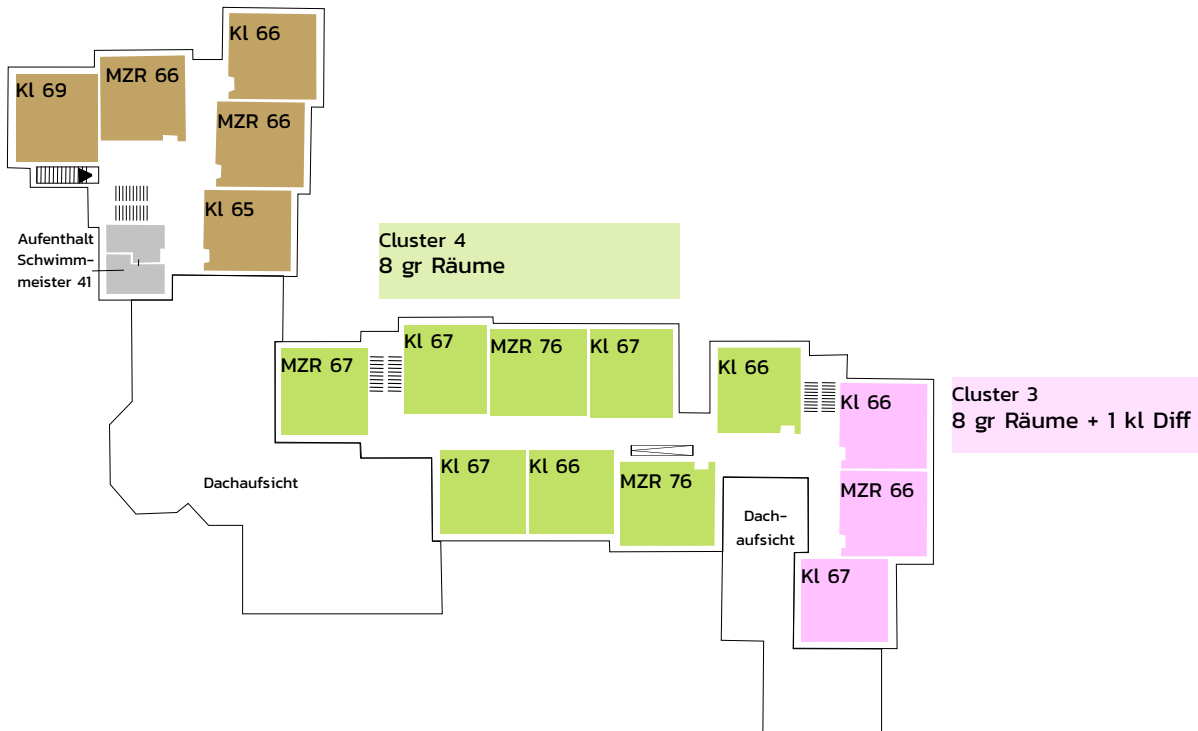 Kl 66
MZR 66
Kl 69
MZR 66
Kl 65
Aufenthalt
Schwimm-
meister 41
Cluster 4
8 gr Räume
Kl 67
MZR 76
Kl 67
MZR 67
Kl 66
Cluster 3
8 gr Räume + 1 kl Diff
Kl 66
Kl 67
Kl 66
MZR 76
MZR 66
Dachaufsicht
Dach-
aufsicht
Kl 67